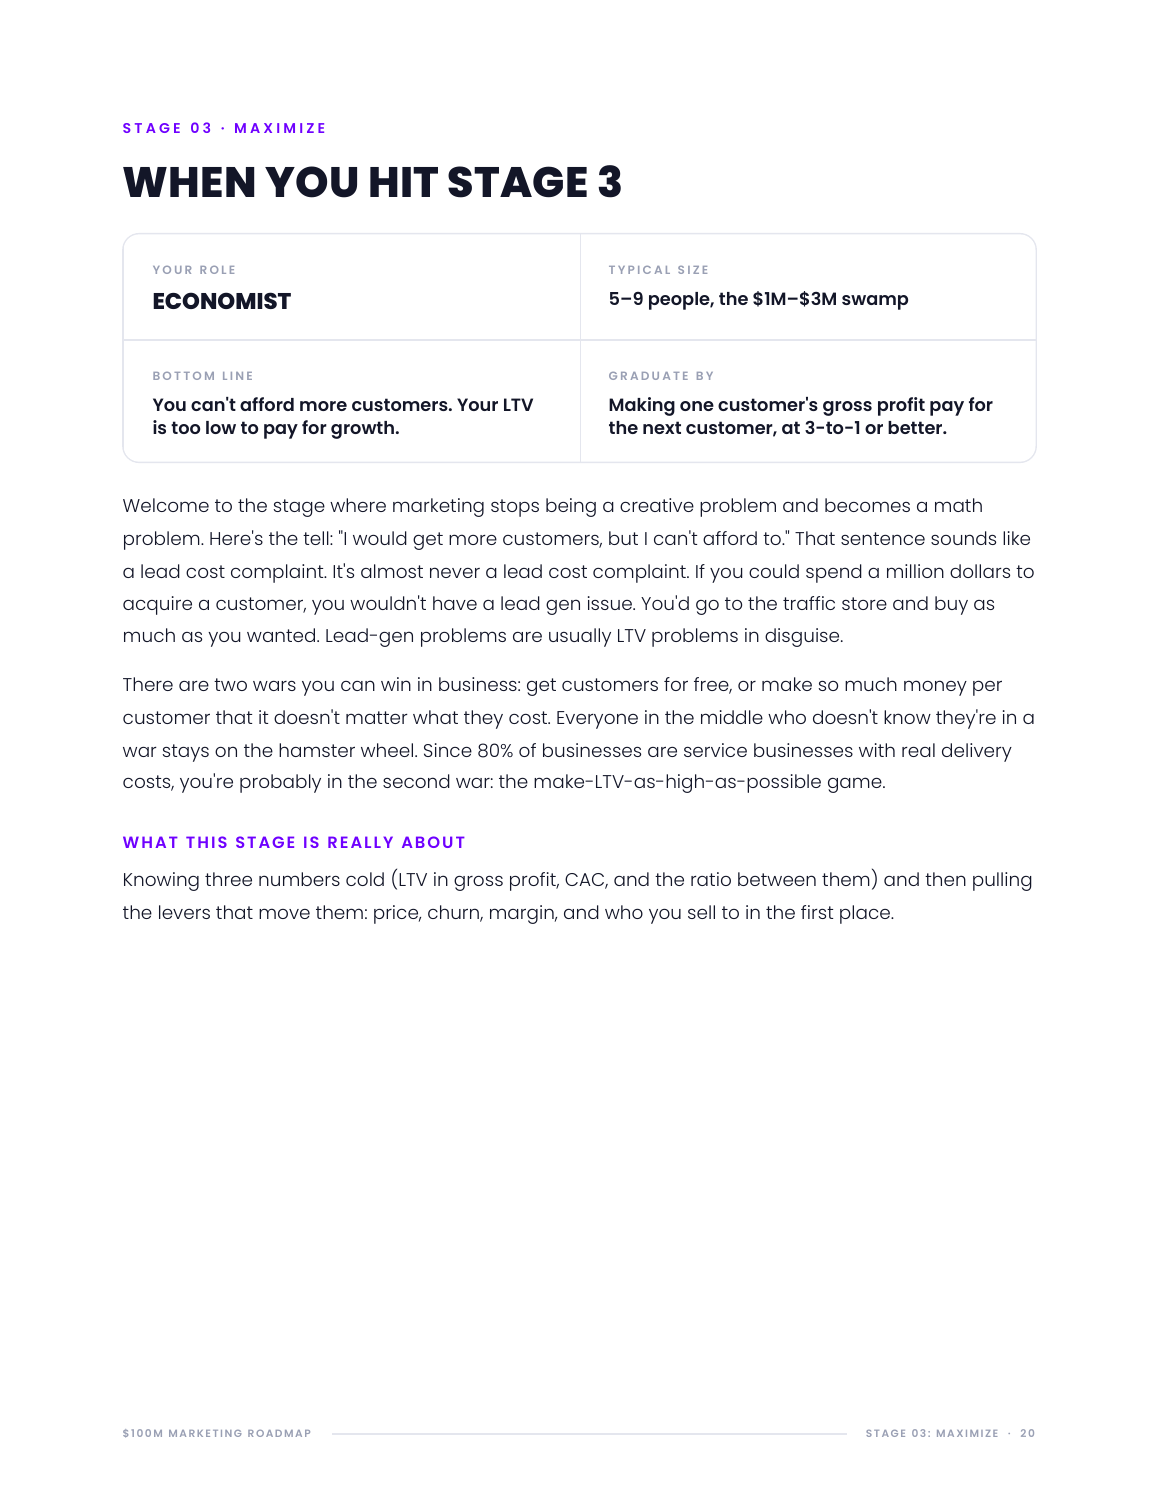 STAGE 03 · MAXIMIZE
WHEN YOU HIT STAGE 3
YOUR ROLE
ECONOMIST
TYPICAL SIZE
5–9 people, the $1M–$3M swamp
BOTTOM LINE
You can't afford more customers. Your LTV
is too low to pay for growth.
GRADUATE BY
Making one customer's gross profit pay for
the next customer, at 3-to-1 or better.
Welcome to the stage where marketing stops being a creative problem and becomes a math
problem. Here's the tell: "I would get more customers, but I can't afford to." That sentence sounds like
a lead cost complaint. It's almost never a lead cost complaint. If you could spend a million dollars to
acquire a customer, you wouldn't have a lead gen issue. You'd go to the traffic store and buy as
much as you wanted. Lead-gen problems are usually LTV problems in disguise.
There are two wars you can win in business: get customers for free, or make so much money per
customer that it doesn't matter what they cost. Everyone in the middle who doesn't know they're in a
war stays on the hamster wheel. Since 80% of businesses are service businesses with real delivery
costs, you're probably in the second war: the make-LTV-as-high-as-possible game.
WHAT THIS STAGE IS REALLY ABOUT
Knowing three numbers cold (LTV in gross profit, CAC, and the ratio between them) and then pulling
the levers that move them: price, churn, margin, and who you sell to in the first place.
$100M MARKETING ROADMAP
STAGE 03: MAXIMIZE · 20